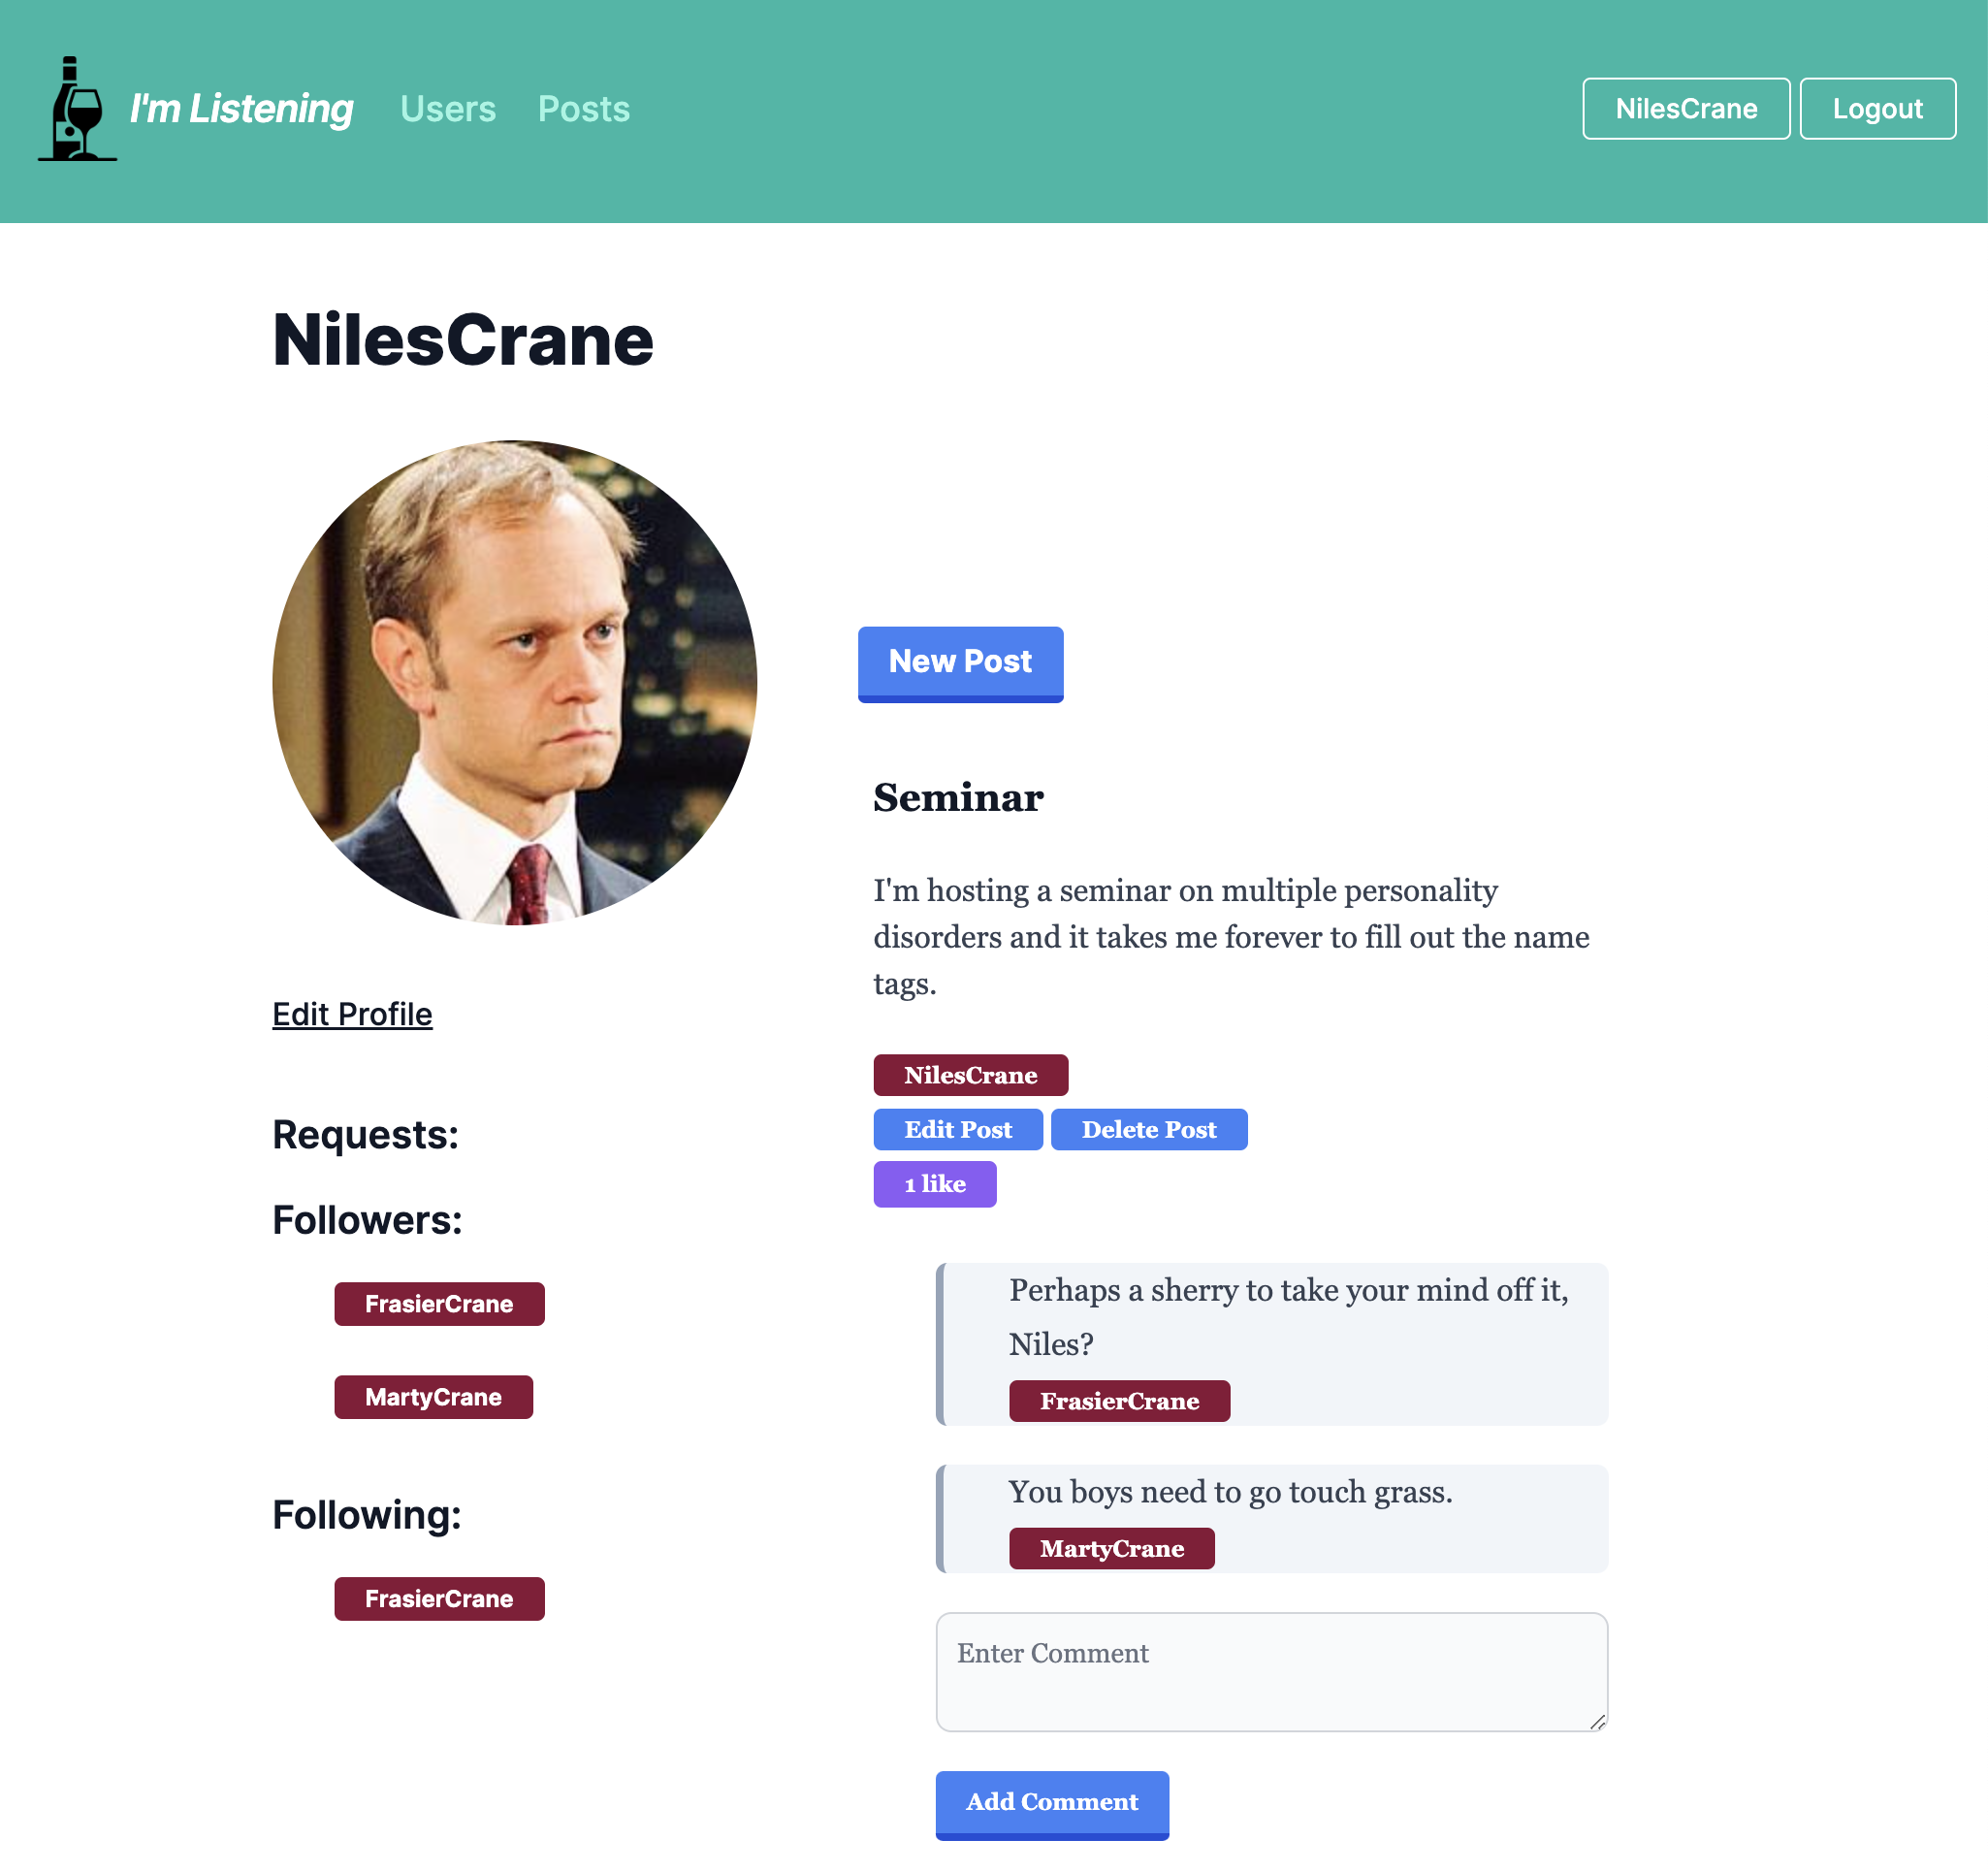 I'm Listening Users Posts NilesCrane Logout
NilesCrane
New Post
Edit Profile
Requests:
Followers:
FrasierCrane
MartyCrane
Following:
FrasierCrane
Seminar
I'm hosting a seminar on multiple personality
disorders and it takes me forever to fill out the name
tags.
NilesCrane
Edit Post Delete Post
1 like
Perhaps a sherry to take your mind off it,
Niles?
FrasierCrane
You boys need to go touch grass.
MartyCrane
Enter Comment
Add Comment